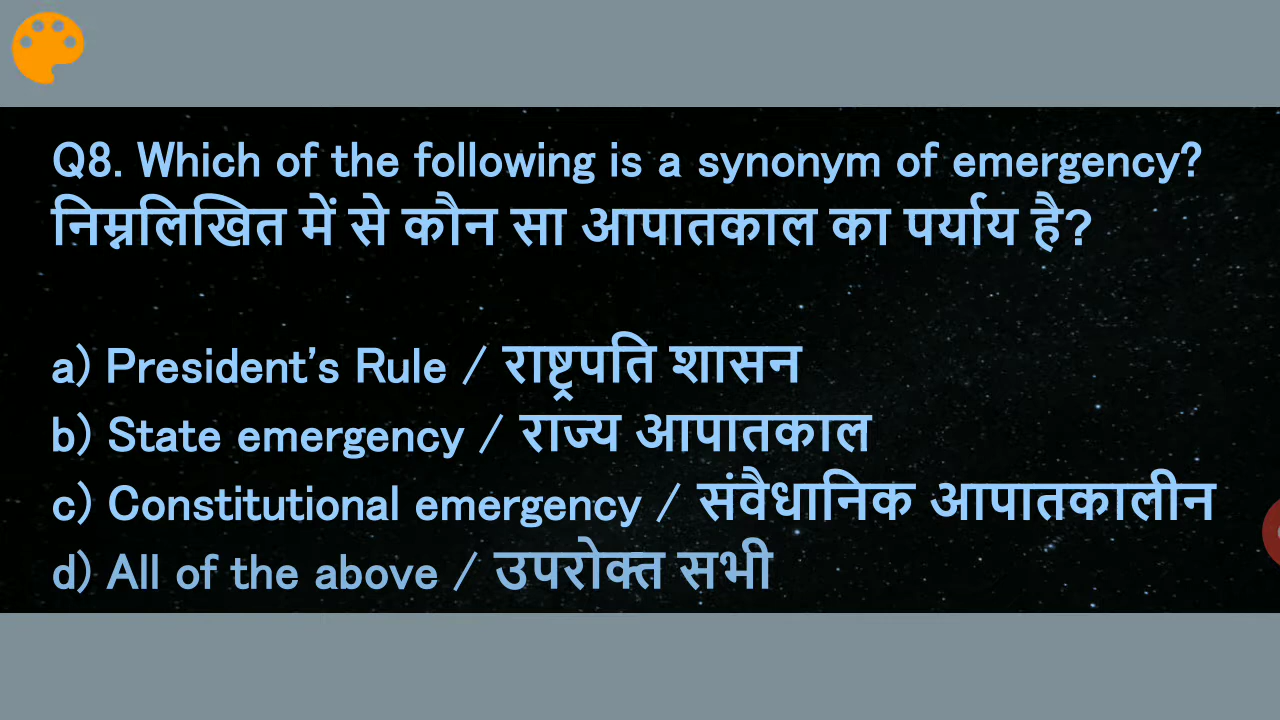 Q8. Which of the following is a synonym of emergency?
निम्नलिखित में से कौन सा आपातकाल का पर्याय है?
a) President’s Rule / राष्ट्रपति शासन
b) State emergency / राज्य आपातकाल
c) Constitutional emergency / संवैधानिक आपातकालीन
d) All of the above / उपरोक्त सभी